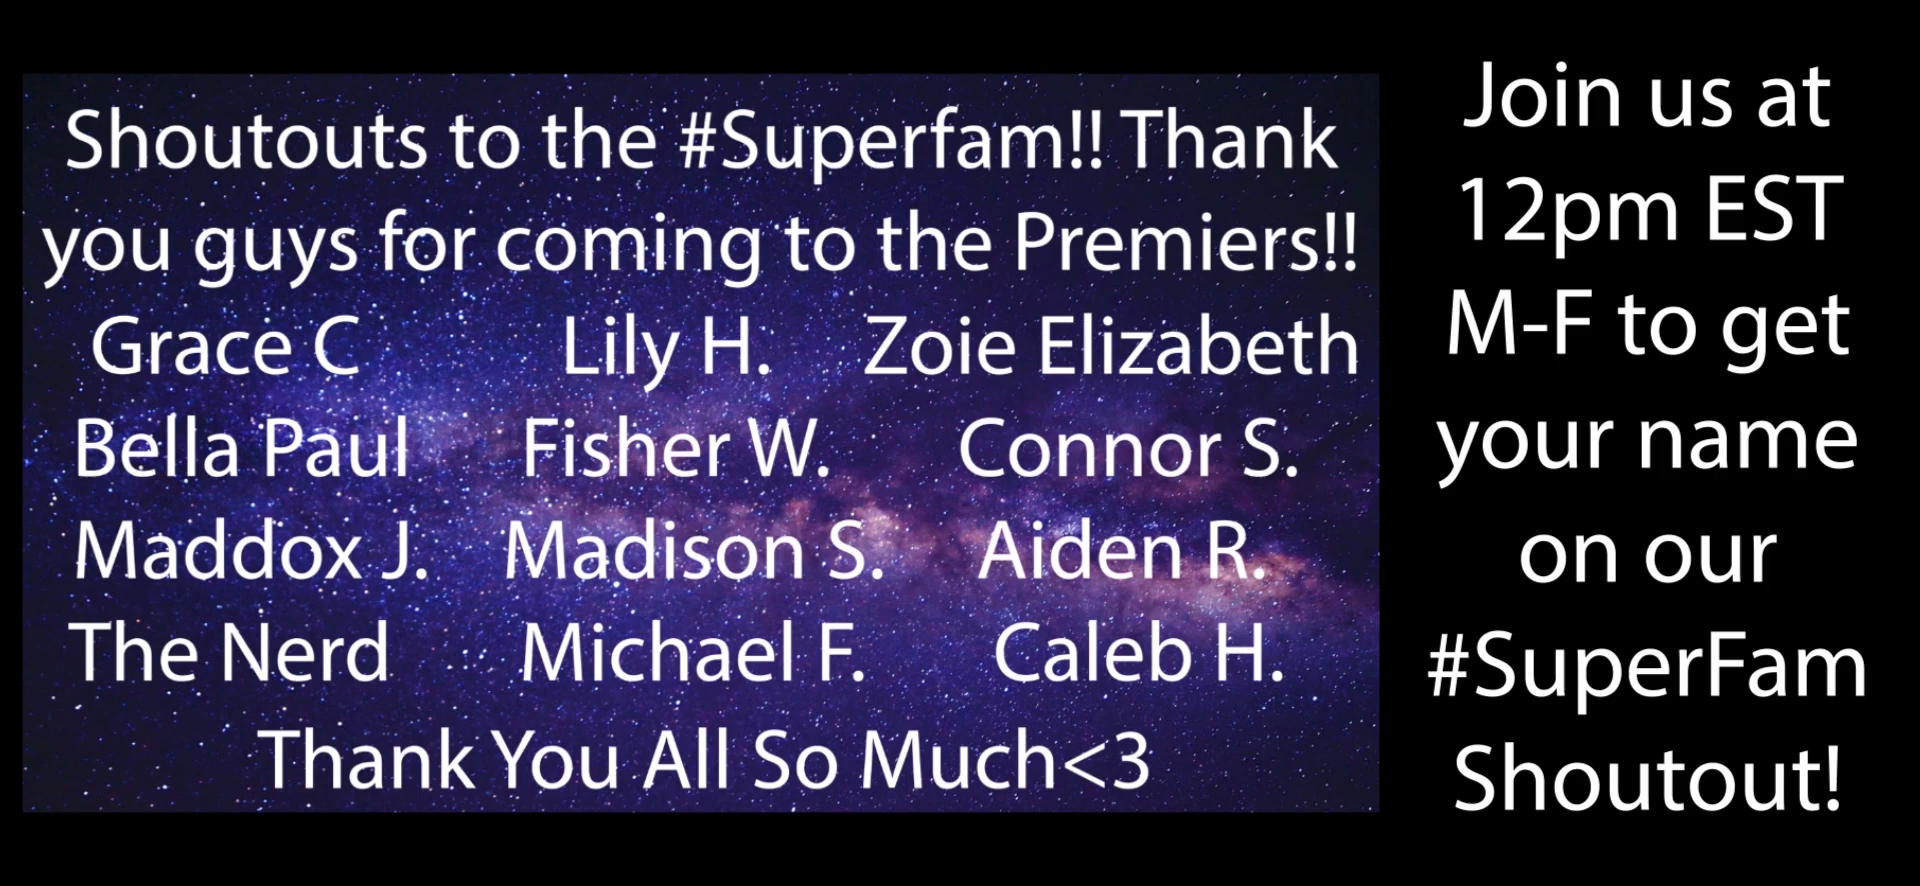 Shoutouts to the #Superfam!! Thank
you guys for coming to the Premiers!!
Grace C Lily H. Zoie Elizabeth
Bella Paul Fisher W. Connor S.
Maddox J. Madison S. Aiden R.
The Nerd Michael F. Caleb H.
Thank You All So Much<3
Join us at
12pm EST
M-F to get
your name
on our
#SuperFam
Shoutout!